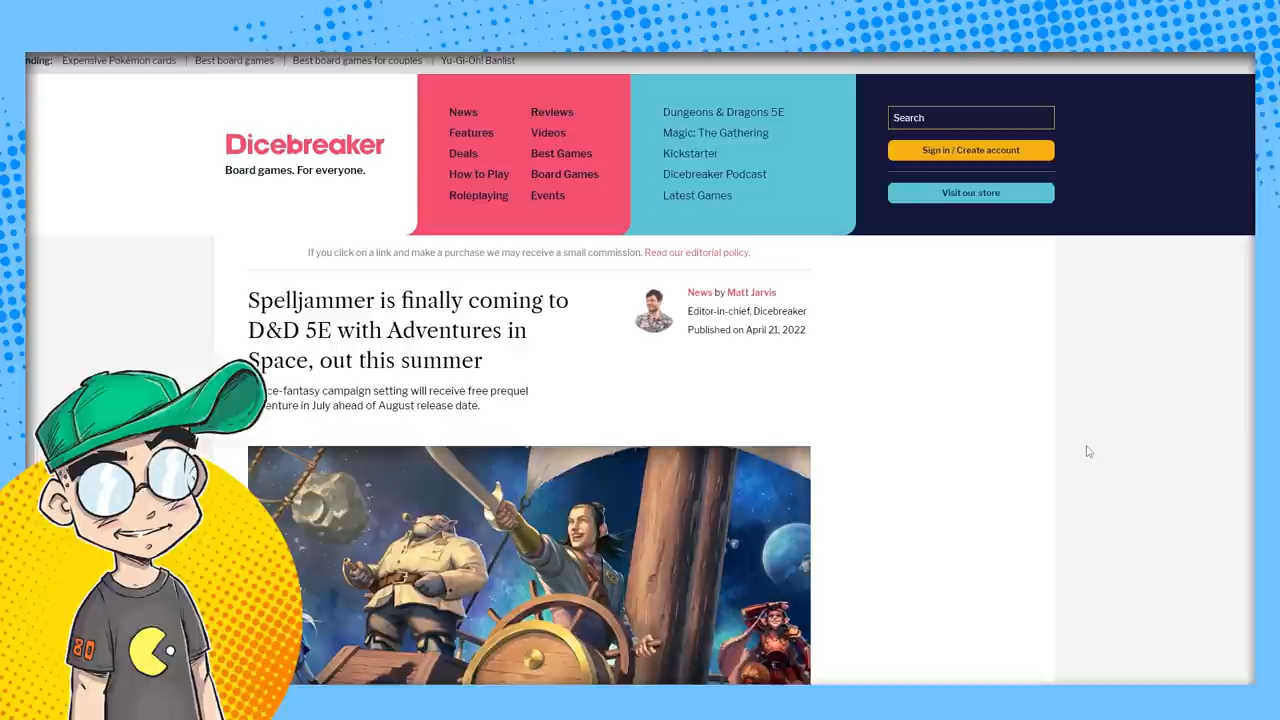 Expensive Pokémon cards | Best board games | Best board games for couples | Yu-Gi-Oh! Banlist
Dicebreaker
Board games. For everyone.
News
Features
Deals
How to Play
Roleplaying
Reviews
Videos
Best Games
Board Games
Events
Dungeons & Dragons 5E
Magic: The Gathering
Kickstarter
Dicebreaker Podcast
Latest Games
Search
Sign in / Create account
Visit our store
If you click on a link and make a purchase we may receive a small commission. Read our editorial policy.
Spelljammer is finally coming to
D&D 5E with Adventures in
Space, out this summer
fantasy campaign setting will receive free prequel
in July ahead of August release date.
News by Matt Jarvis
Editor-in-chief, Dicebreaker
Published on April 21, 2022
80